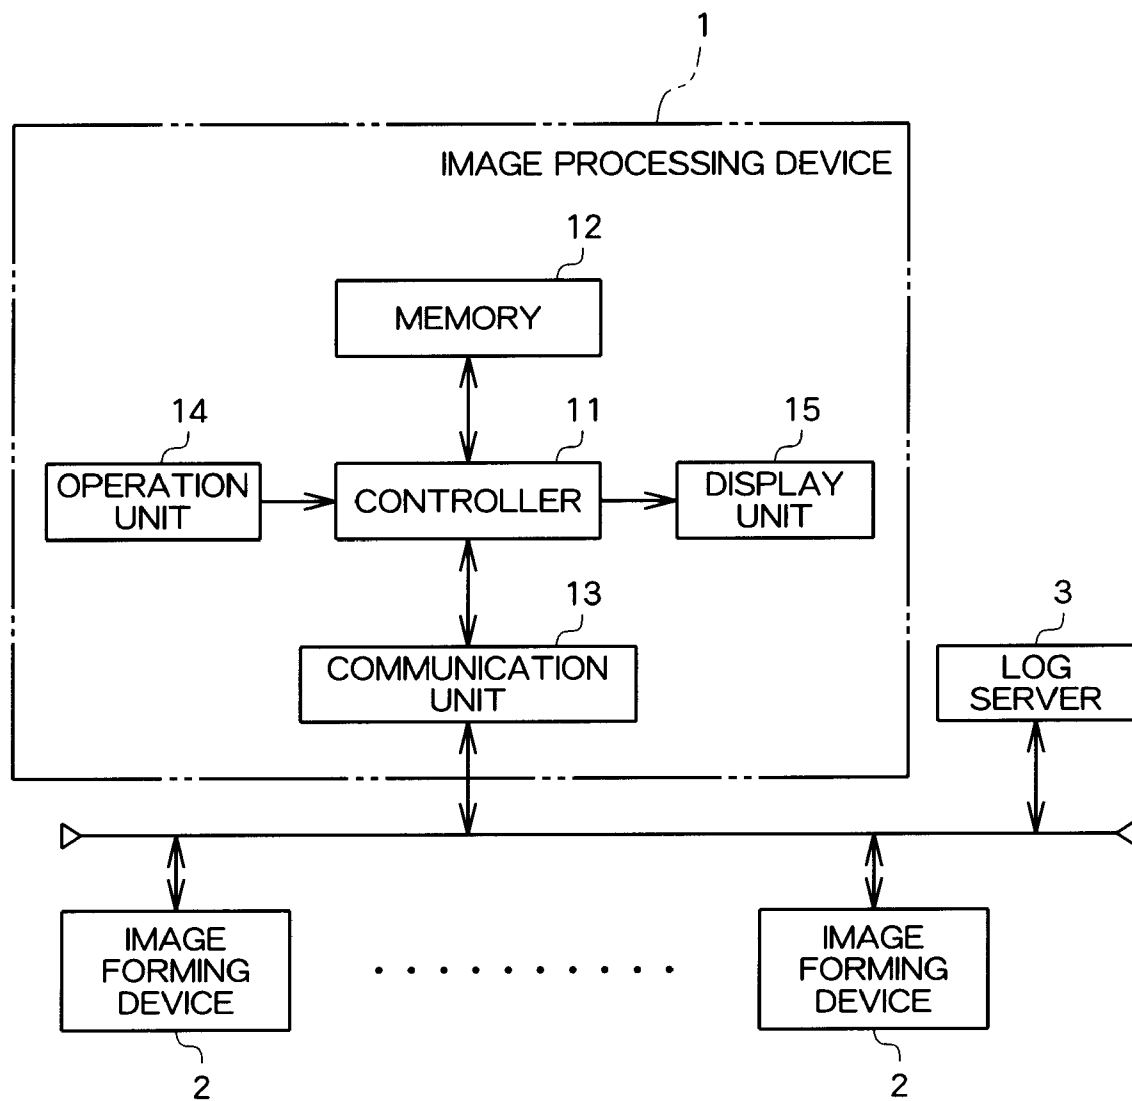 1
IMAGE PROCESSING DEVICE
12
MEMORY
14
11
15
OPERATION
UNIT
CONTROLLER
DISPLAY
UNIT
13
3
COMMUNICATION
UNIT
LOG
SERVER
IMAGE
FORMING
DEVICE
IMAGE
FORMING
DEVICE
2
2